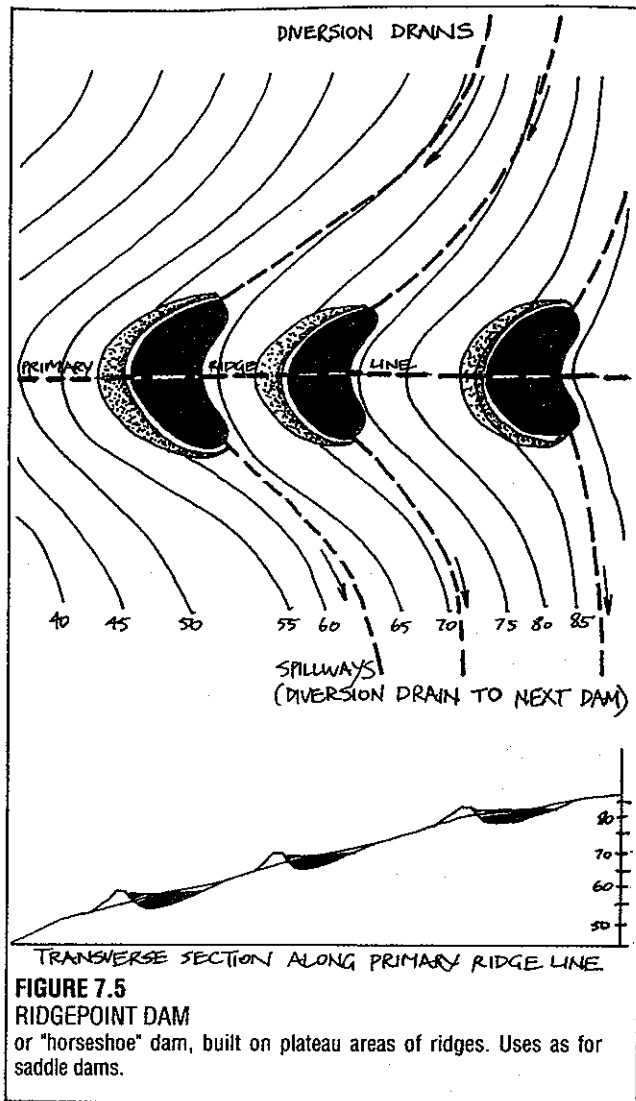 DIVERSION DRAINS
PRIMARY RIDGE LINE
40 45 50 55 60 65 70 75 80 85
SPILLWAYS
(DIVERSION DRAIN TO NEXT DAM)
80
70
60
50
TRANSVERSE SECTION ALONG PRIMARY RIDGE LINE
FIGURE 7.5
RIDGEPOINT DAM
or "horseshoe" dam, built on plateau areas of ridges. Uses as for
saddle dams.